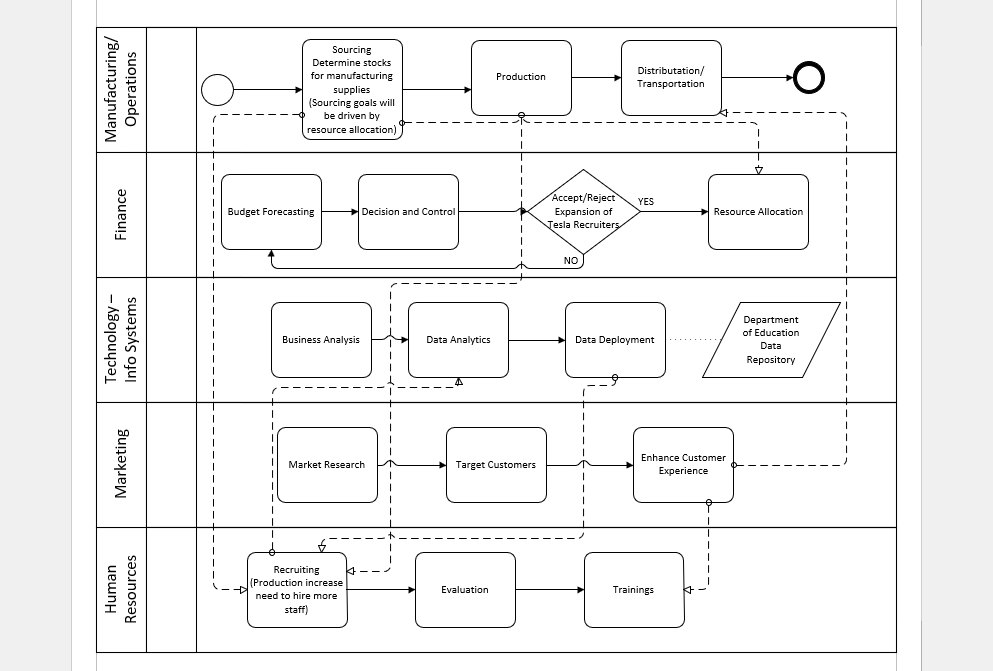 Manufacturing/
Operations
Sourcing
Determine stocks
for manufacturing
supplies
(Sourcing goals will
be driven by
resource allocation)
Production
Distributation/
Transportation
Finance
Budget Forecasting
Decision and Control
Accept/Reject
Expansion of
Tesla Recruiters
YES
NO
Resource Allocation
Technology –
Info Systems
Business Analysis
Data Analytics
Data Deployment
Department
of Education
Data
Repository
Marketing
Market Research
Target Customers
Enhance Customer
Experience
Human
Resources
Recruiting
(Production increase
need to hire more
staff)
Evaluation
Trainings